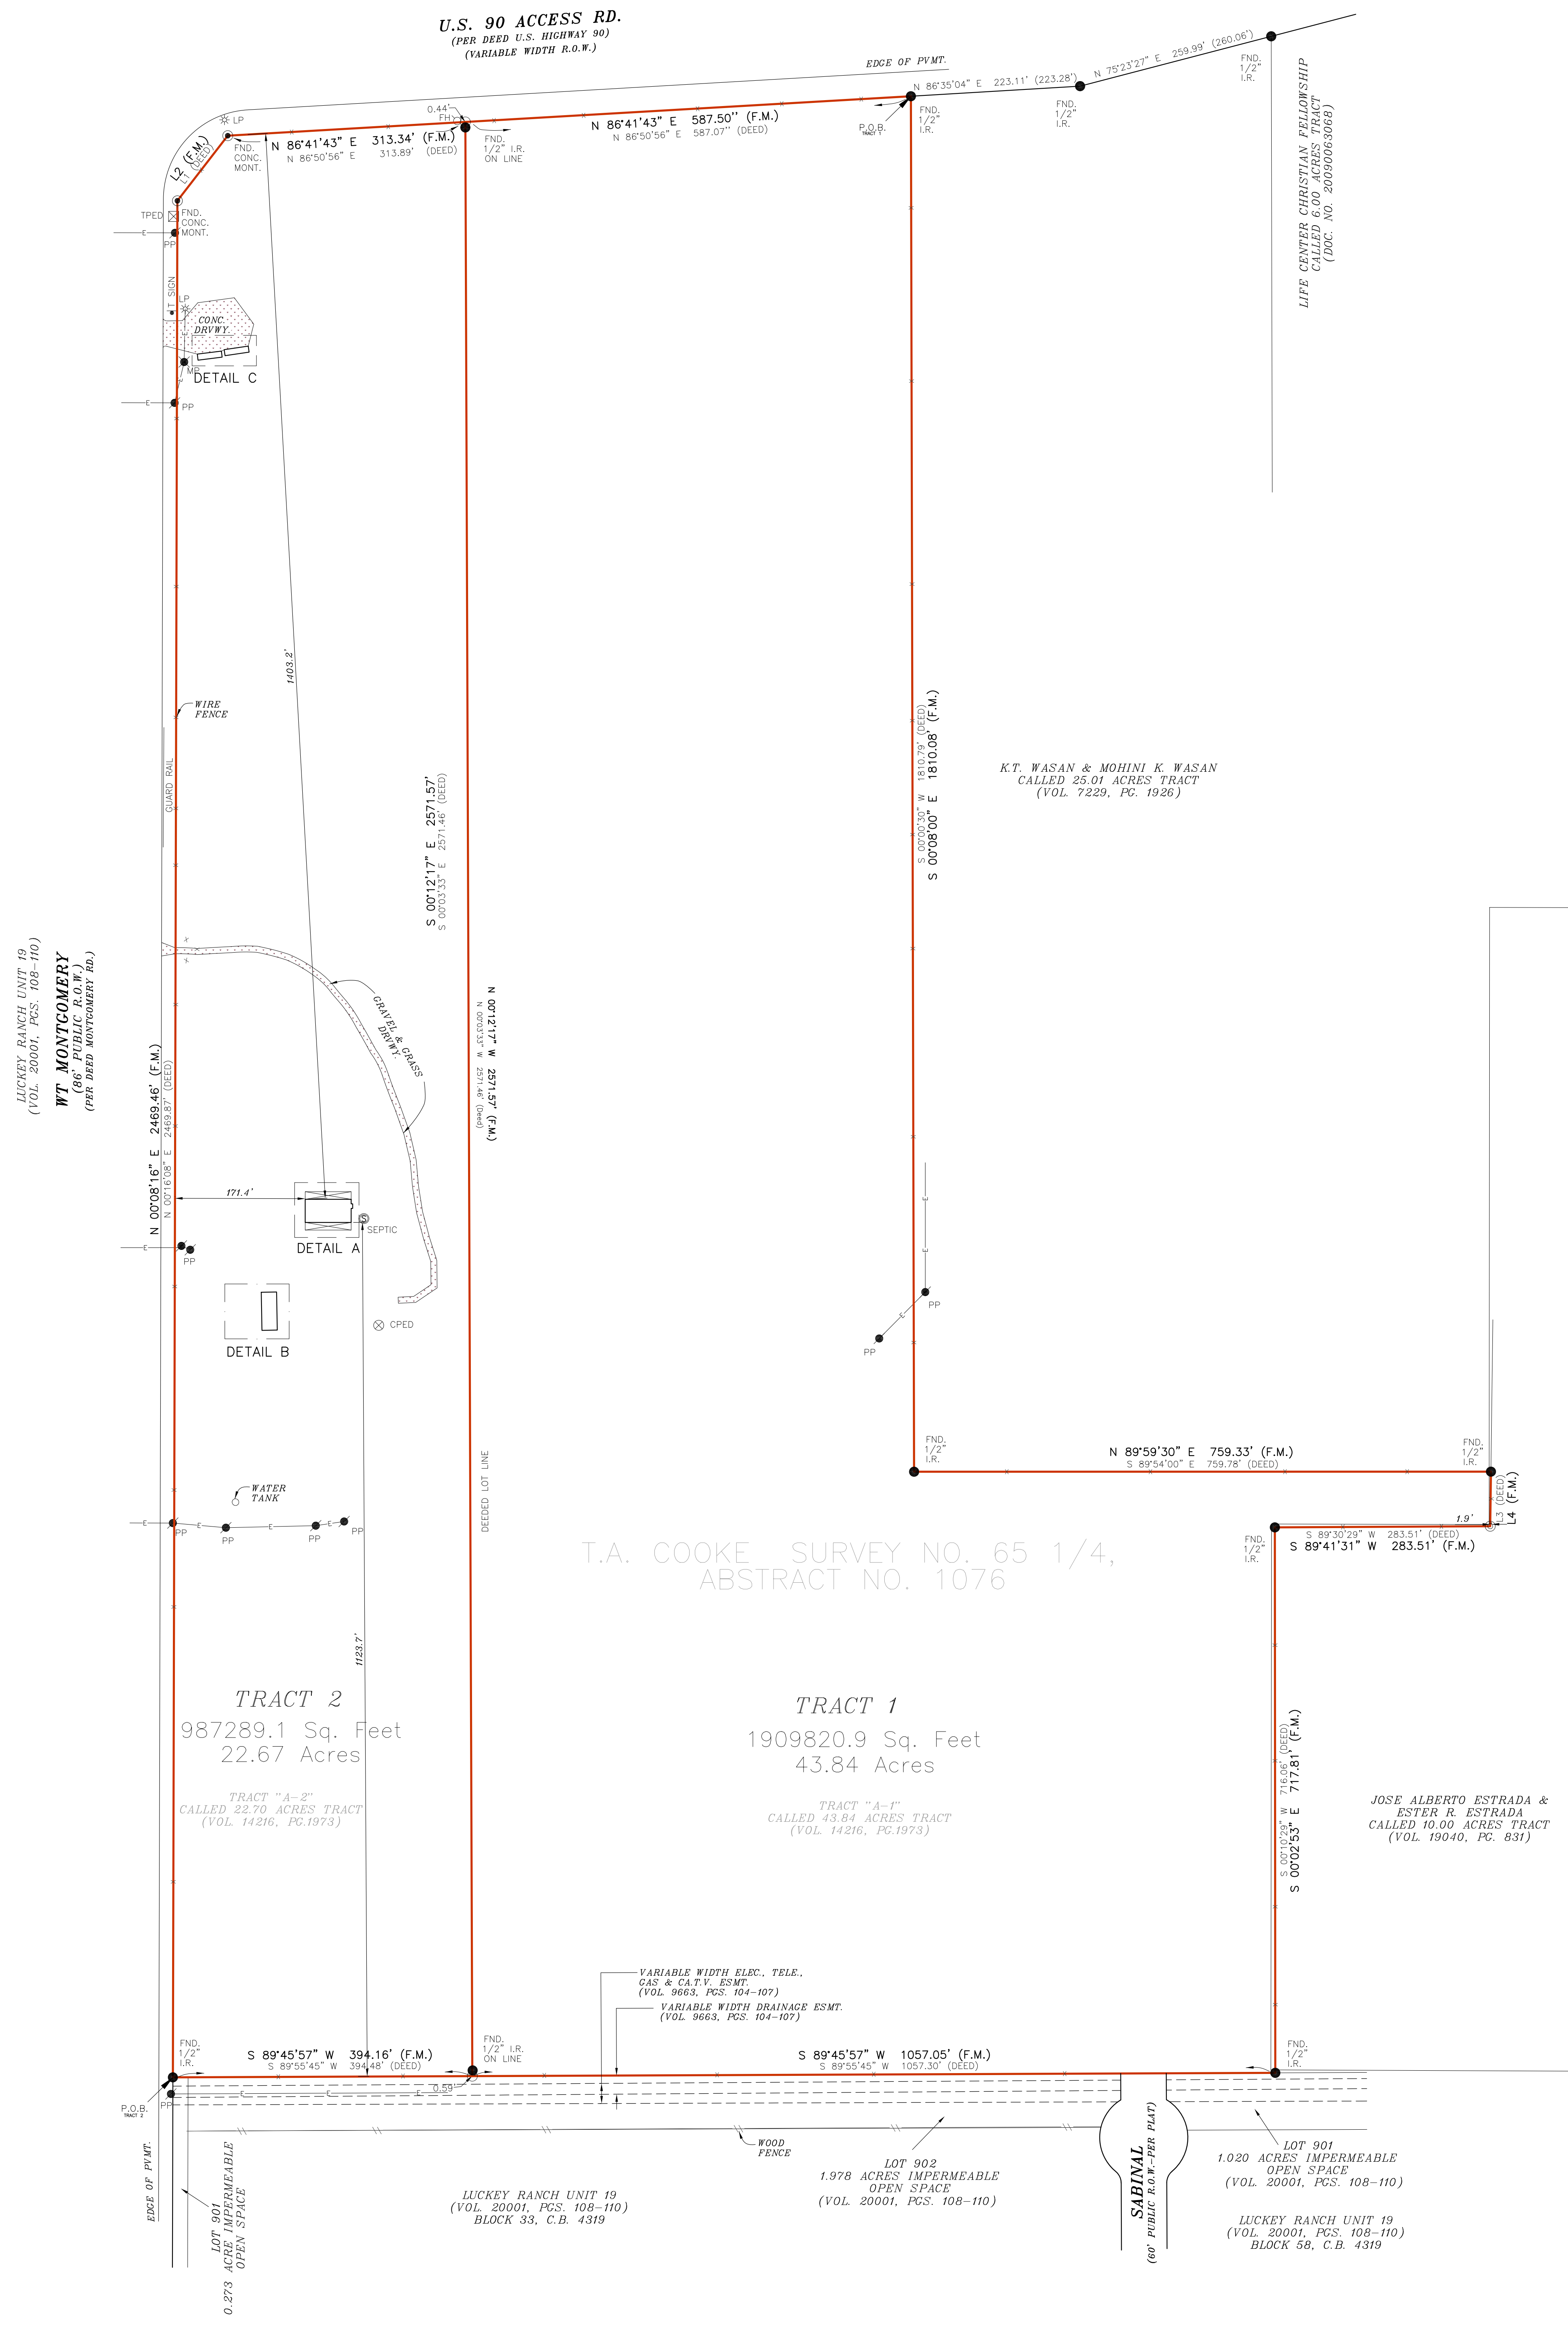 U.S. 90 ACCESS RD.
(PER DEED U.S. HIGHWAY 90)
(VARIABLE WIDTH R.O.W.)
EDGE OF PVMT.
N 86°35'04" E 223.11' (223.28')
N 75°23'27" E 259.99' (260.06')
FND.
1/2"
I.R.
FND.
1/2"
I.R.
FND.
1/2"
I.R.
P.O.B.
TRACT 1
LIFE CENTER CHRISTIAN FELLOWSHIP
CALLED 6.00 ACRES TRACT
(DOC. NO. 20090063068)
LP
0.44'
FH
N 86°41'43" E 313.34' (F.M.)
N 86°50'56" E 313.89' (DEED)
FND.
1/2" I.R.
ON LINE
N 86°41'43" E 587.50'' (F.M.)
N 86°50'56" E 587.07'' (DEED)
L2 (F.M.)
L1 (DEED)
FND.
CONC.
MONT.
TPED
FND.
CONC.
MONT.
PP
LT SIGN
LP
CONC.
DRVWY.
MP
DETAIL C
PP
1403.2'
WIRE
FENCE
GUARD RAIL
S 00°12'17" E 2571.57'
S 00°03'33" E 2571.46' (DEED)
S 00°00'30" W 1810.79' (DEED)
S 00°08'00" E 1810.08' (F.M.)
K.T. WASAN & MOHINI K. WASAN
CALLED 25.01 ACRES TRACT
(VOL. 7229, PG. 1926)
LUCKEY RANCH UNIT 19
(VOL. 20001, PGS. 108-110)
WT MONTGOMERY
(86' PUBLIC R.O.W.)
(PER DEED MONTGOMERY RD.)
N 00°08'16" E 2469.46' (F.M.)
N 00°16'08" E 2469.87' (DEED)
GRAVEL & GRASS
DRVWY.
N 00°12'17" W 2571.57' (F.M.)
N 00°03'33" W 2571.46' (Deed)
171.4'
S
SEPTIC
DETAIL A
PP
CPED
DETAIL B
PP
PP
WATER
TANK
PP
PP
PP
PP
E
DEEDED LOT LINE
FND.
1/2"
I.R.
N 89°59'30" E 759.33' (F.M.)
S 89°54'00" E 759.78' (DEED)
FND.
1/2"
I.R.
L3 (DEED)
L4 (F.M.)
1.9'
S 89°30'29" W 283.51' (DEED)
S 89°41'31" W 283.51' (F.M.)
FND.
1/2"
I.R.
T.A. COOKE SURVEY NO. 65 1/4,
ABSTRACT NO. 1076
1123.7'
TRACT 2
987289.1 Sq. Feet
22.67 Acres
TRACT "A-2"
CALLED 22.70 ACRES TRACT
(VOL. 14216, PG.1973)
TRACT 1
1909820.9 Sq. Feet
43.84 Acres
TRACT "A-1"
CALLED 43.84 ACRES TRACT
(VOL. 14216, PG.1973)
S 00°10'29" W 716.06' (DEED)
S 00°02'53" E 717.81' (F.M.)
JOSE ALBERTO ESTRADA &
ESTER R. ESTRADA
CALLED 10.00 ACRES TRACT
(VOL. 19040, PG. 831)
VARIABLE WIDTH ELEC., TELE.,
GAS & CA.T.V. ESMT.
(VOL. 9663, PGS. 104-107)
VARIABLE WIDTH DRAINAGE ESMT.
(VOL. 9663, PGS. 104-107)
FND.
1/2"
I.R.
S 89°45'57" W 394.16' (F.M.)
S 89°55'45" W 394.48' (DEED)
FND.
1/2" I.R.
ON LINE
S 89°45'57" W 1057.05' (F.M.)
S 89°55'45" W 1057.30' (DEED)
FND.
1/2"
I.R.
0.59'
P.O.B.
TRACT 2
PP
EDGE OF PVMT.
LOT 901
0.273 ACRE IMPERMEABLE
OPEN SPACE
WOOD
FENCE
LUCKEY RANCH UNIT 19
(VOL. 20001, PGS. 108-110)
BLOCK 33, C.B. 4319
LOT 902
1.978 ACRES IMPERMEABLE
OPEN SPACE
(VOL. 20001, PGS. 108-110)
SABINAL
(60' PUBLIC R.O.W.-PER PLAT)
LOT 901
1.020 ACRES IMPERMEABLE
OPEN SPACE
(VOL. 20001, PGS. 108-110)
LUCKEY RANCH UNIT 19
(VOL. 20001, PGS. 108-110)
BLOCK 58, C.B. 4319